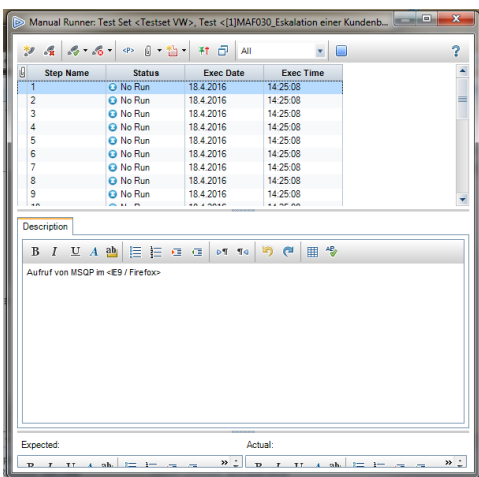 Manual Runner: Test Set <Testset VW>, Test <[1]MAF030_Eskalation einer Kundenb...
<P> All ?
Step Name Status Exec Date Exec Time
1 No Run 18.4.2016 14:25:08
2 No Run 18.4.2016 14:25:08
3 No Run 18.4.2016 14:25:08
4 No Run 18.4.2016 14:25:08
5 No Run 18.4.2016 14:25:08
6 No Run 18.4.2016 14:25:08
7 No Run 18.4.2016 14:25:08
8 No Run 18.4.2016 14:25:08
9 No Run 18.4.2016 14:25:08
Description
B I U A ab
Aufruf von MSQP im <IE9 / Firefox>
Expected: Actual:
B I U A ab B I U A ab